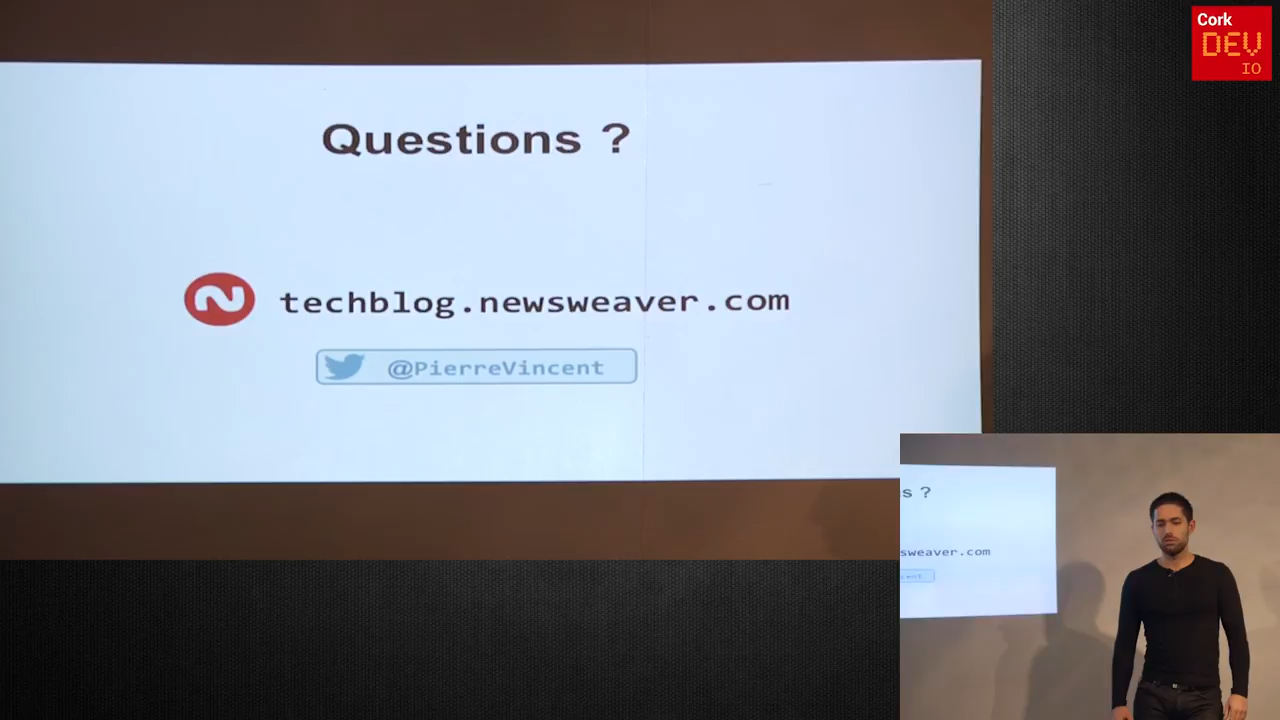 Cork
DEV
IO
Questions ?
techblog.newsweaver.com
@PierreVincent
s ?
sweaver.com